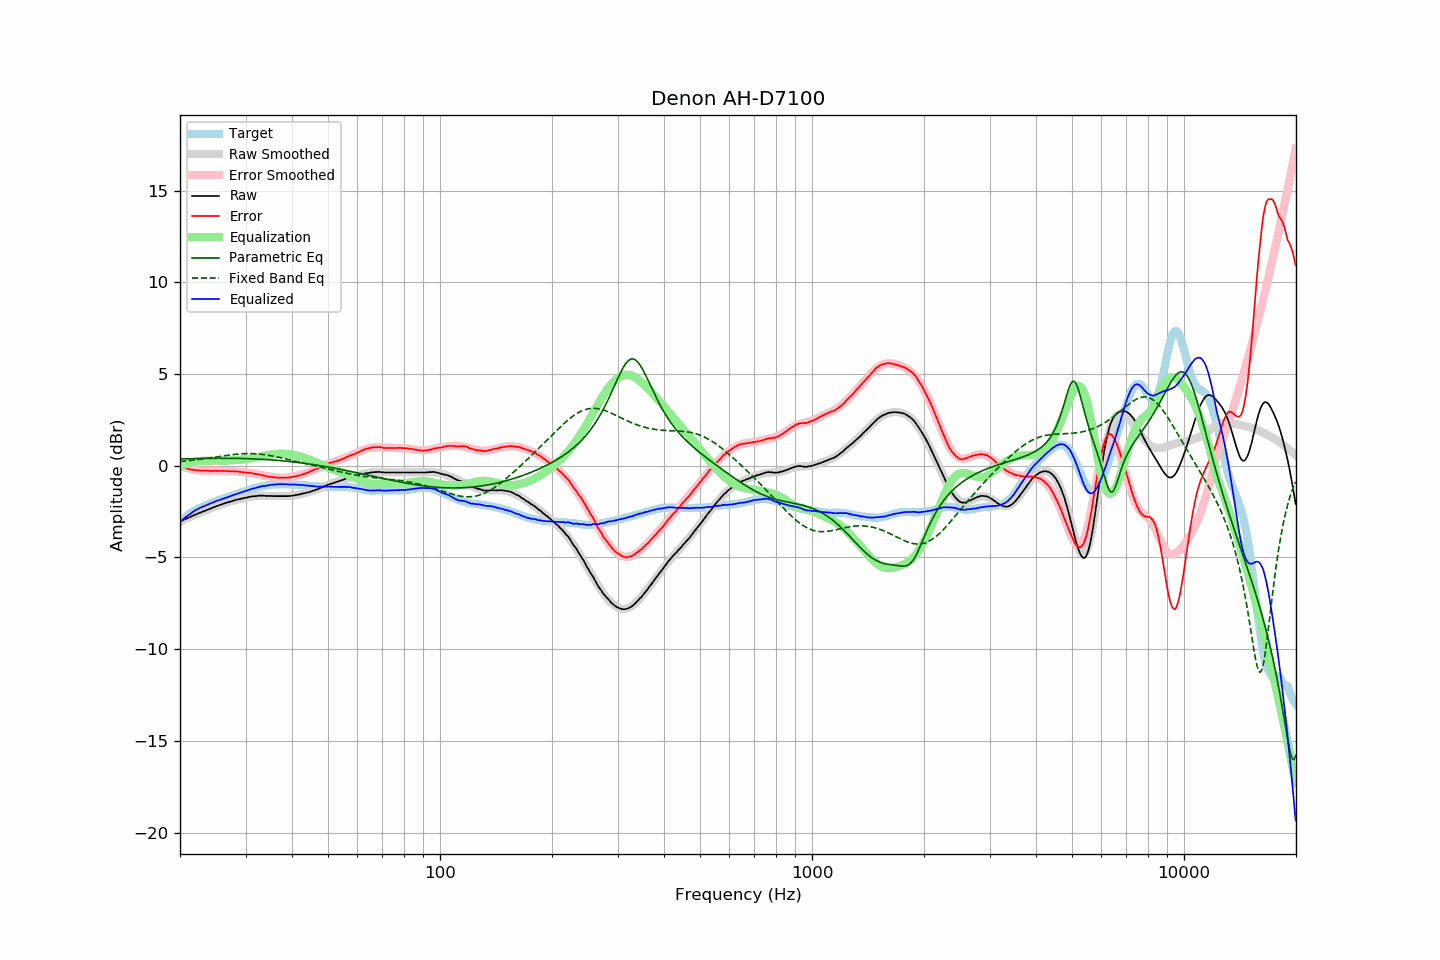 Denon AH-D7100
Target
Raw Smoothed
Error Smoothed
Raw
Error
Equalization
Parametric Eq
Fixed Band Eq
Equalized
15
10
5
0
−5
−10
−15
−20
Amplitude (dBr)
100
1000
10000
Frequency (Hz)